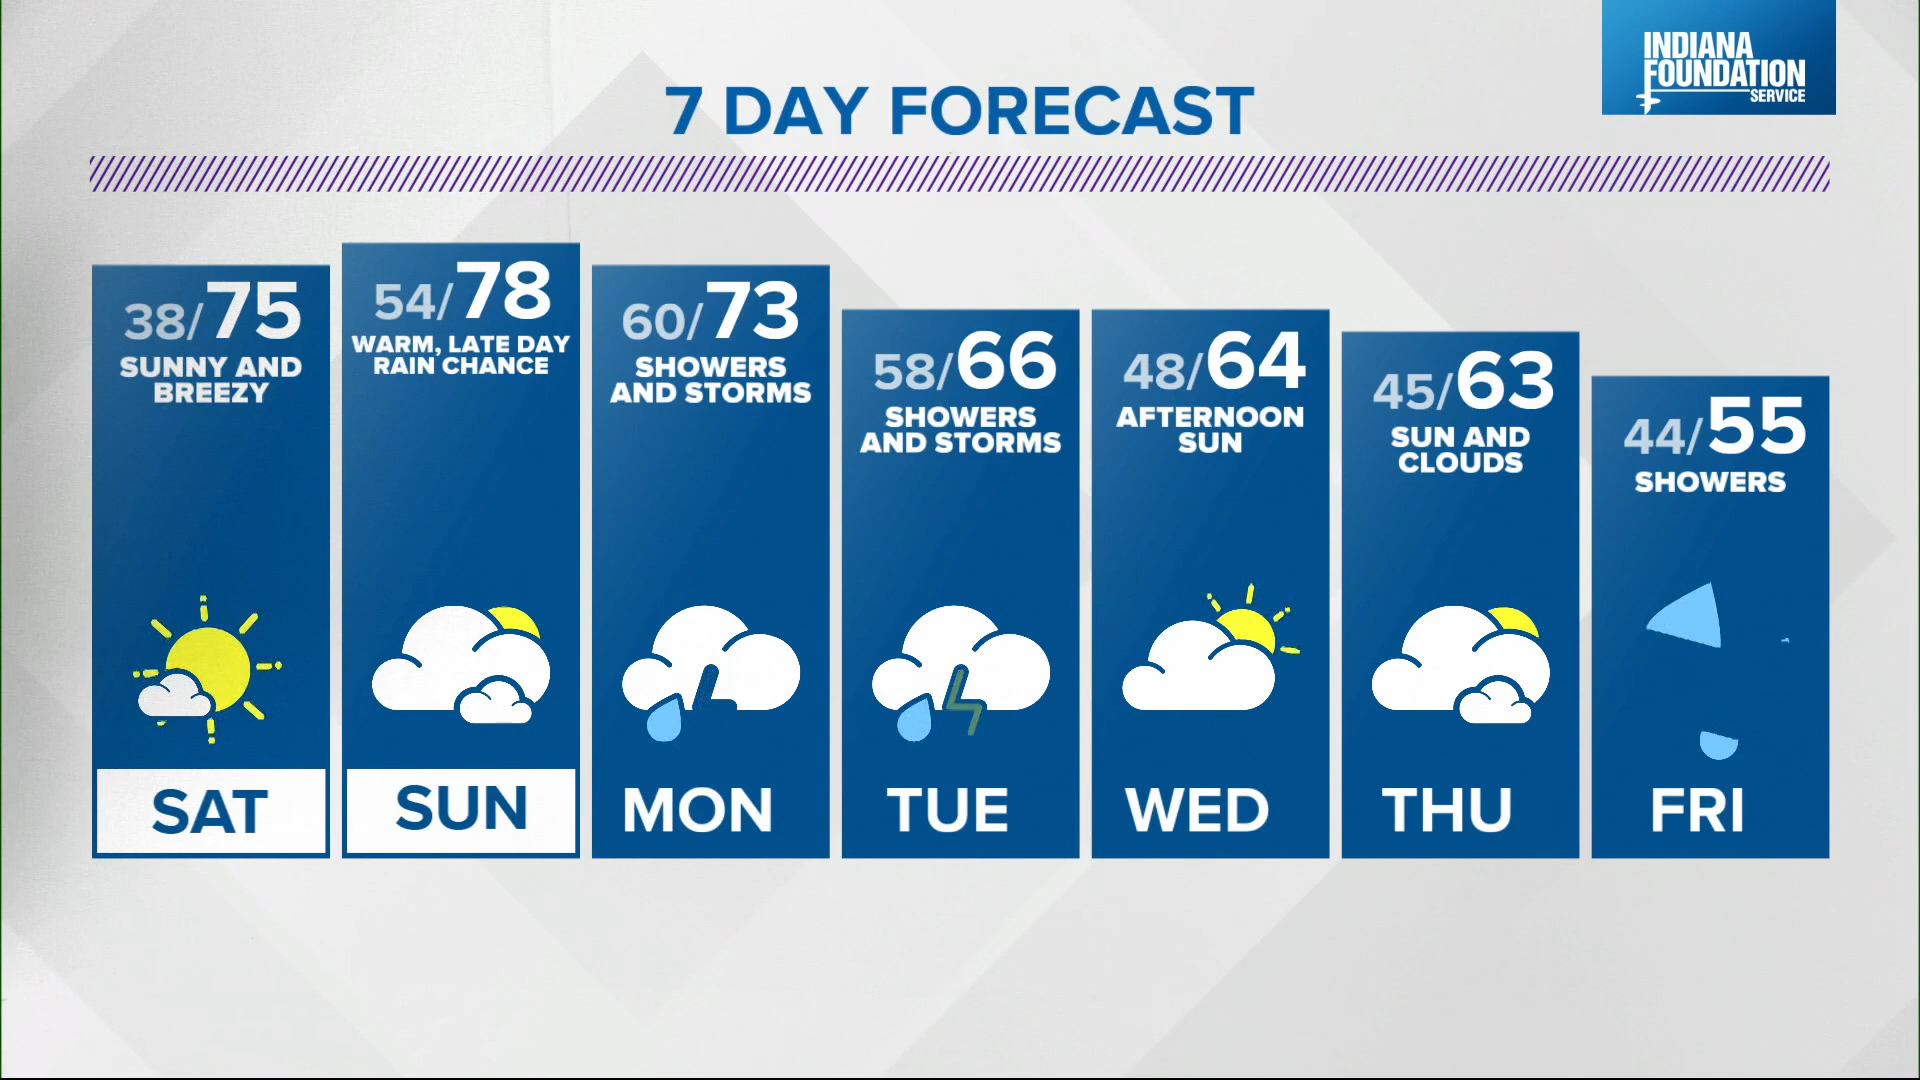 INDIANA
FOUNDATION
SERVICE
7 DAY FORECAST
38/75
SUNNY AND
BREEZY
SAT
54/78
WARM, LATE DAY
RAIN CHANCE
SUN
60/73
SHOWERS
AND STORMS
MON
58/66
SHOWERS
AND STORMS
TUE
48/64
AFTERNOON
SUN
WED
45/63
SUN AND
CLOUDS
THU
44/55
SHOWERS
FRI